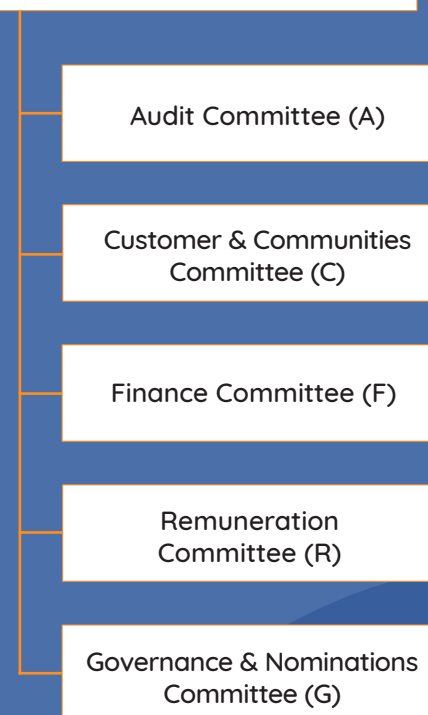 Audit Committee (A)
Customer & Communities
Committee (C)
Finance Committee (F)
Remuneration
Committee (R)
Governance & Nominations
Committee (G)